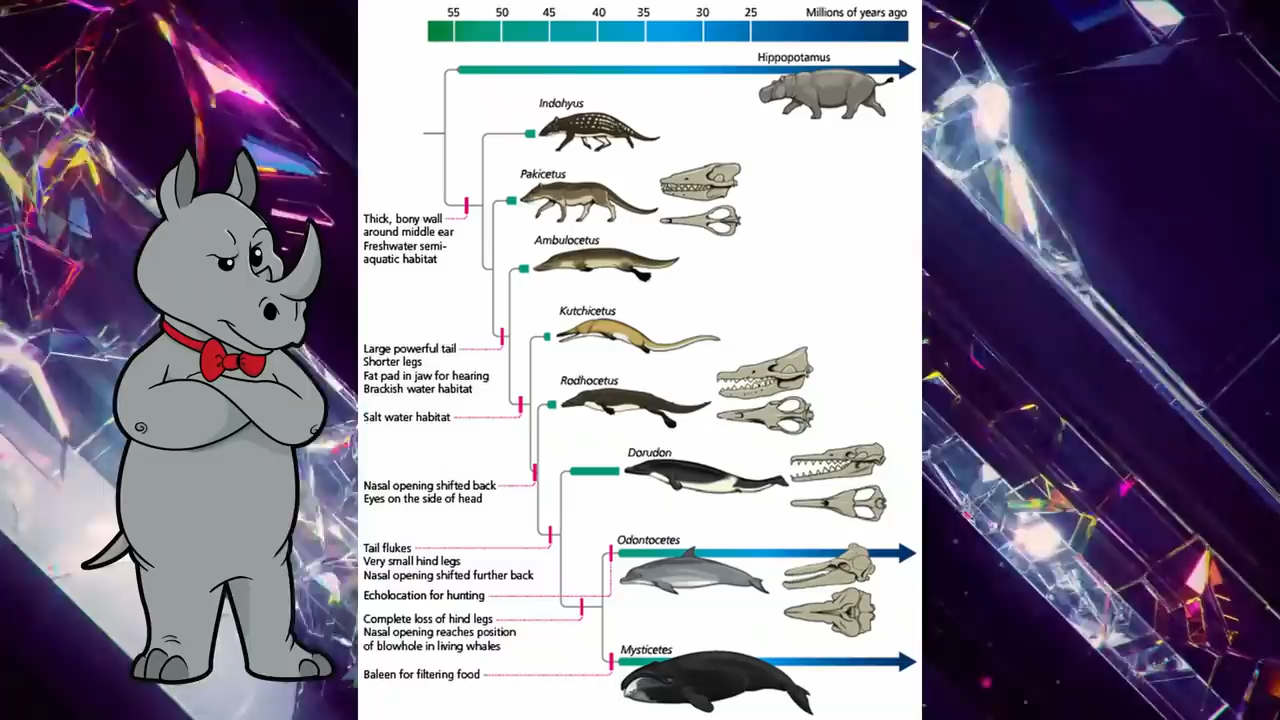 55 50 45 40 35 30 25 Millions of years ago
Hippopotamus
Indohyus
Pakicetus
Thick, bony wall
around middle ear
Freshwater semi-
aquatic habitat
Ambulocetus
Kutchicetus
Large powerful tail
Shorter legs
Fat pad in jaw for hearing
Brackish water habitat
Rodhocetus
Salt water habitat
Dorudon
Nasal opening shifted back
Eyes on the side of head
Odontocetes
Tail flukes
Very small hind legs
Nasal opening shifted further back
Echolocation for hunting
Complete loss of hind legs
Nasal opening reaches position
of blowhole in living whales
Mysticetes
Baleen for filtering food